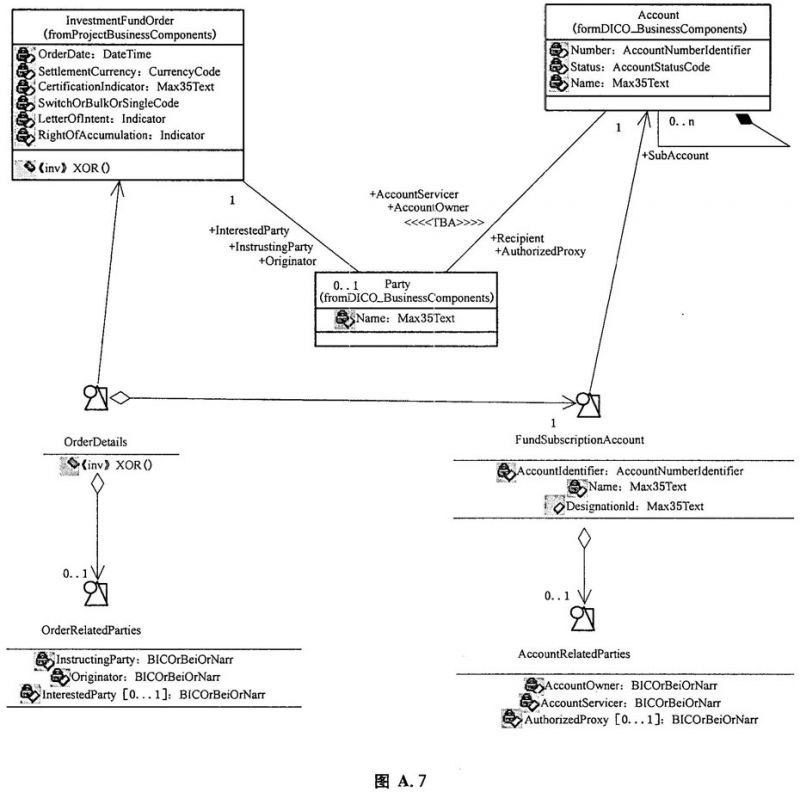 InvestmentFundOrder
(fromProjectBusinessComponents)
OrderDate: DateTime
SettlementCurrency: CurrencyCode
CertificationIndicator: Max35Text
SwitchOrBulkOrSingleCode
LetterOfIntent: Indicator
RightOfAccumulation: Indicator
《inv》 XOR()
Account
(formDICO_BusinessComponents)
Number: AccountNumberIdentifier
Status: AccountStatusCode
Name: Max35Text
1
0..n
+SubAccount
1
+InterestedParty
+InstrustingParty
+Originator
+AccountServicer
+AccountOwner
<<<<TBA>>>>
+Recipient
+AuthorizedProxy
0..1 Party
(fromDICO_BusinessComponents)
Name: Max35Text
1
OrderDetails
《inv》 XOR()
FundSubscriptionAccount
AccountIdentifier: AccountNumberIdentifier
Name: Max35Text
DesignationId: Max35Text
0..1
OrderRelatedParties
InstructingParty: BICOrBeiOrNarr
Originator: BICOrBeiOrNarr
InterestedParty [0...1]: BICOrBeiOrNarr
0..1
AccountRelatedParties
AccountOwner: BICOrBeiOrNarr
AccountServicer: BICOrBeiOrNarr
AuthorizedProxy [0...1]: BICOrBeiOrNarr
图 A.7